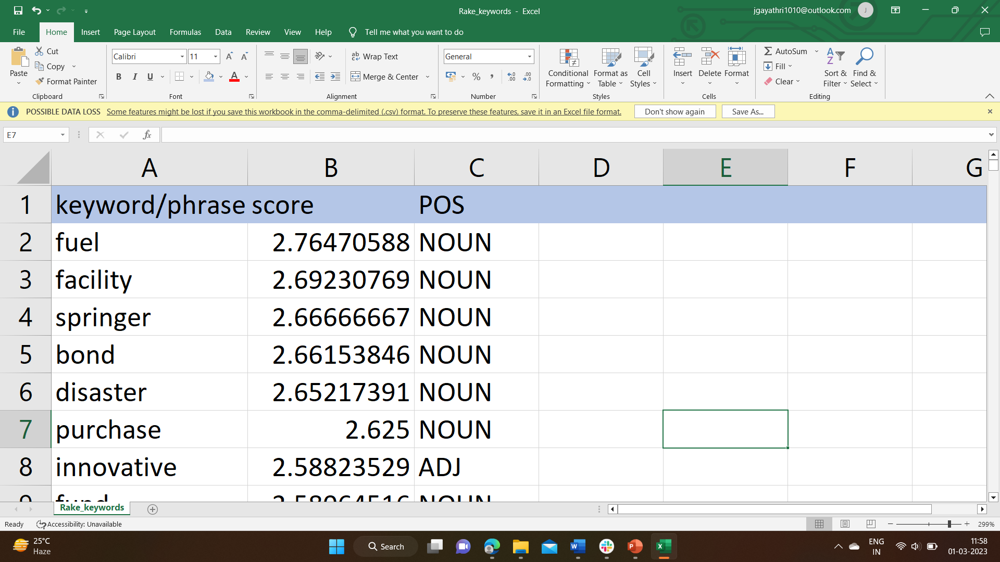 Rake_keywords - Excel
jgayathri1010@outlook.com J
File Home Insert Page Layout Formulas Data Review View Help Tell me what you want to do
Paste
Cut
Copy
Format Painter
Clipboard
Calibri 11
B I U A
Font
ab Wrap Text
Merge & Center
Alignment
General
% ,
Number
Conditional Formatting
Format as Table
Cell Styles
Styles
Insert Delete Format
Cells
AutoSum
Fill
Clear
Sort & Filter
Find & Select
Editing
POSSIBLE DATA LOSS Some features might be lost if you save this workbook in the comma-delimited (.csv) format. To preserve these features, save it in an Excel file format. Don't show again Save As...
E7 fx
A B C D E F G
1 keyword/phrase score POS
2 fuel 2.76470588 NOUN
3 facility 2.69230769 NOUN
4 springer 2.66666667 NOUN
5 bond 2.66153846 NOUN
6 disaster 2.65217391 NOUN
7 purchase 2.625 NOUN
8 innovative 2.58823529 ADJ
9 fund 2.58064516 NOUN
Rake_keywords
Ready Accessibility: Unavailable 299%
25°C
Haze
Search
ENG
IN
11:58
01-03-2023